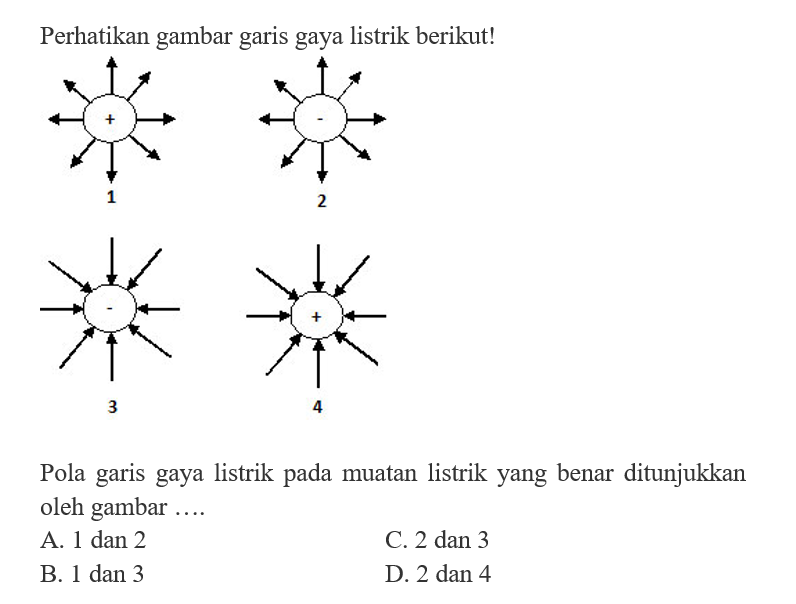 Perhatikan gambar garis gaya listrik berikut!
+ -
1 2
- +
3 4
Pola garis gaya listrik pada muatan listrik yang benar ditunjukkan
oleh gambar ….
A. 1 dan 2 C. 2 dan 3
B. 1 dan 3 D. 2 dan 4